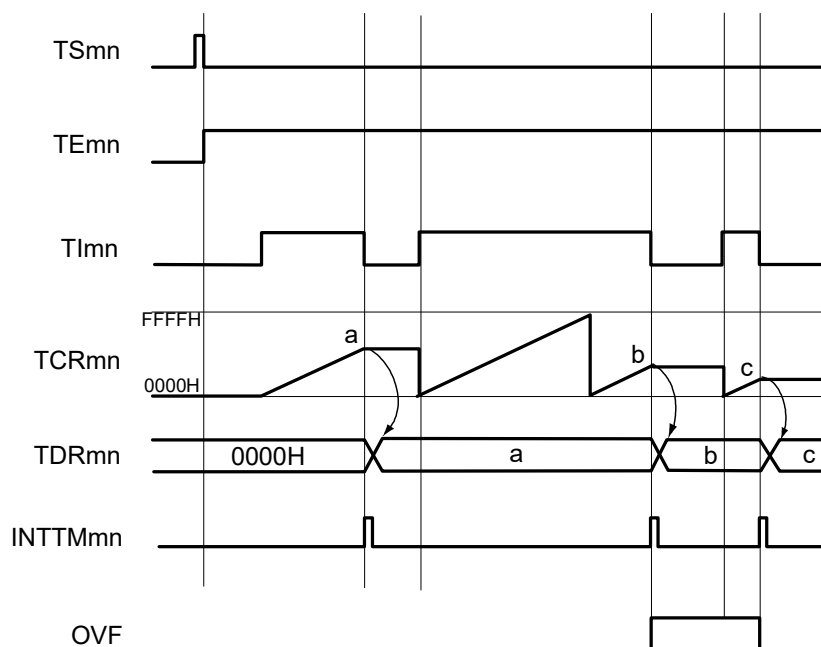 TSmn
TEmn
TImn
FFFFH
a
TCRmn
b
c
0000H
TDRmn
0000H
a
b
c
INTTMmn
OVF